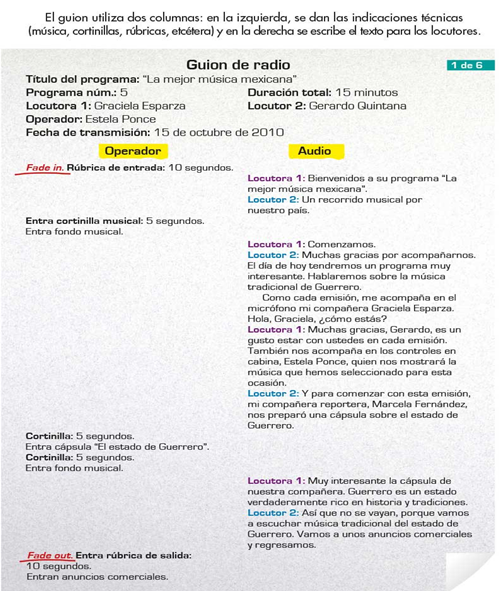 El guion utiliza dos columnas: en la izquierda, se dan las indicaciones técnicas
(música, cortinillas, rúbricas, etcétera) y en la derecha se escribe el texto para los locutores.
Guion de radio
1 de 6
Título del programa: “La mejor música mexicana”
Programa núm.: 5
Duración total: 15 minutos
Locutora 1: Graciela Esparza
Locutor 2: Gerardo Quintana
Operador: Estela Ponce
Fecha de transmisión: 15 de octubre de 2010
Operador
Audio
Fade in. Rúbrica de entrada: 10 segundos.
Locutora 1: Bienvenidos a su programa “La
mejor música mexicana”.
Locutor 2: Un recorrido musical por
nuestro país.
Entra cortinilla musical: 5 segundos.
Entra fondo musical.
Locutora 1: Comenzamos.
Locutor 2: Muchas gracias por acompañarnos.
El día de hoy tendremos un programa muy
interesante. Hablaremos sobre la música
tradicional de Guerrero.
Como cada emisión, me acompaña en el
micrófono mi compañera Graciela Esparza.
Hola, Graciela, ¿cómo estás?
Locutora 1: Muchas gracias, Gerardo, es un
gusto estar con ustedes en cada emisión.
También nos acompaña en los controles en
cabina, Estela Ponce, quien nos mostrará la
música que hemos seleccionado para esta
ocasión.
Locutor 2: Y para comenzar con esta emisión,
mi compañera reportera, Marcela Fernández,
nos preparó una cápsula sobre el estado de
Guerrero.
Cortinilla: 5 segundos.
Entra cápsula “El estado de Guerrero”.
Cortinilla: 5 segundos.
Entra fondo musical.
Locutora 1: Muy interesante la cápsula de
nuestra compañera. Guerrero es un estado
verdaderamente rico en historia y tradiciones.
Locutor 2: Así que no se vayan, porque vamos
a escuchar música tradicional del estado de
Guerrero. Vamos a unos anuncios comerciales
y regresamos.
Fade out. Entra rúbrica de salida:
10 segundos.
Entran anuncios comerciales.